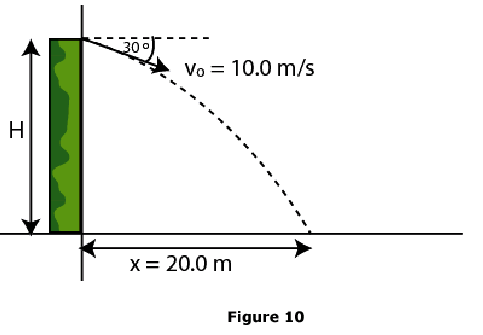 30°
v₀ = 10.0 m/s
H
x = 20.0 m
Figure 10